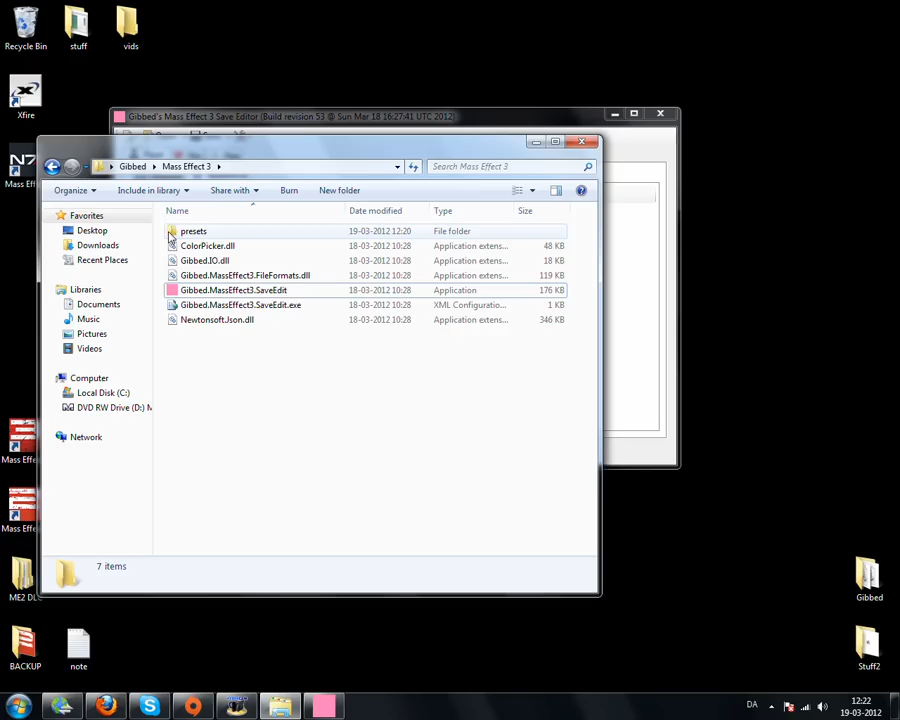 Recycle Bin
stuff
vids
Xfire
Gibbed's Mass Effect 3 Save Editor (Build revision 53 @ Sun Mar 18 16:27:41 UTC 2012)
Gibbed
Mass Effect 3
Search Mass Effect 3
Organize
Include in library
Share with
Burn
New folder
Name
Date modified
Type
Size
Favorites
Desktop
Downloads
Recent Places
Libraries
Documents
Music
Pictures
Videos
Computer
Local Disk (C:)
DVD RW Drive (D:) M
Network
presets 19-03-2012 12:20 File folder
ColorPicker.dll 18-03-2012 10:28 Application extens... 48 KB
Gibbed.IO.dll 18-03-2012 10:28 Application extens... 18 KB
Gibbed.MassEffect3.FileFormats.dll 18-03-2012 10:28 Application extens... 119 KB
Gibbed.MassEffect3.SaveEdit 18-03-2012 10:28 Application 176 KB
Gibbed.MassEffect3.SaveEdit.exe 18-03-2012 10:28 XML Configuratio... 1 KB
Newtonsoft.Json.dll 18-03-2012 10:28 Application extens... 346 KB
7 items
N7
Mass Ef
Mass Effe
Mass Effe
ME2 DL
BACKUP
note
Gibbed
Stuff2
DA
12:22
19-03-2012